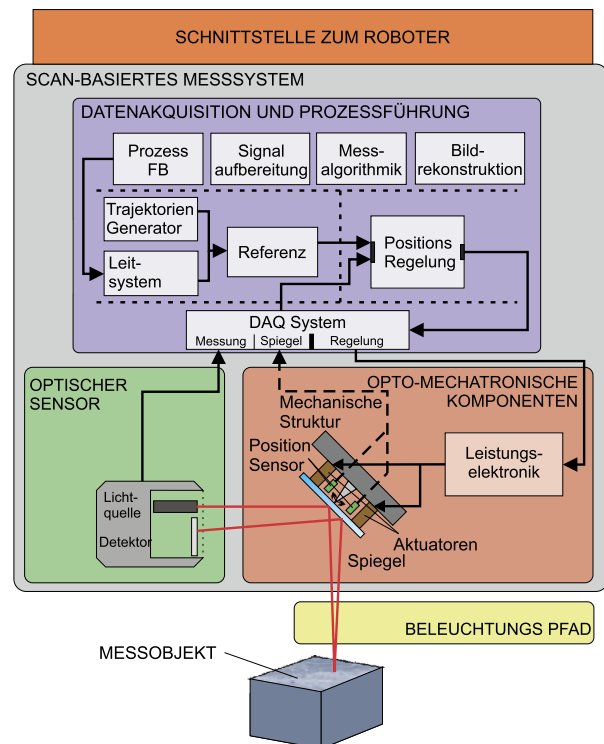 SCHNITTSTELLE ZUM ROBOTER
SCAN-BASIERTES MESSSYSTEM
DATENAKQUISITION UND PROZESSFÜHRUNG
Prozess
FB
Signal
aufbereitung
Mess-
algorithmik
Bild-
rekonstruktion
Trajektorien
Generator
Leit-
system
Referenz
Positions
Regelung
DAQ System
Messung
Spiegel
Regelung
OPTISCHER
SENSOR
OPTO-MECHATRONISCHE
KOMPONENTEN
Mechanische
Struktur
Position
Sensor
Leistungs-
elektronik
Licht-
quelle
Detektor
Aktuatoren
Spiegel
BELEUCHTUNGS PFAD
MESSOBJEKT